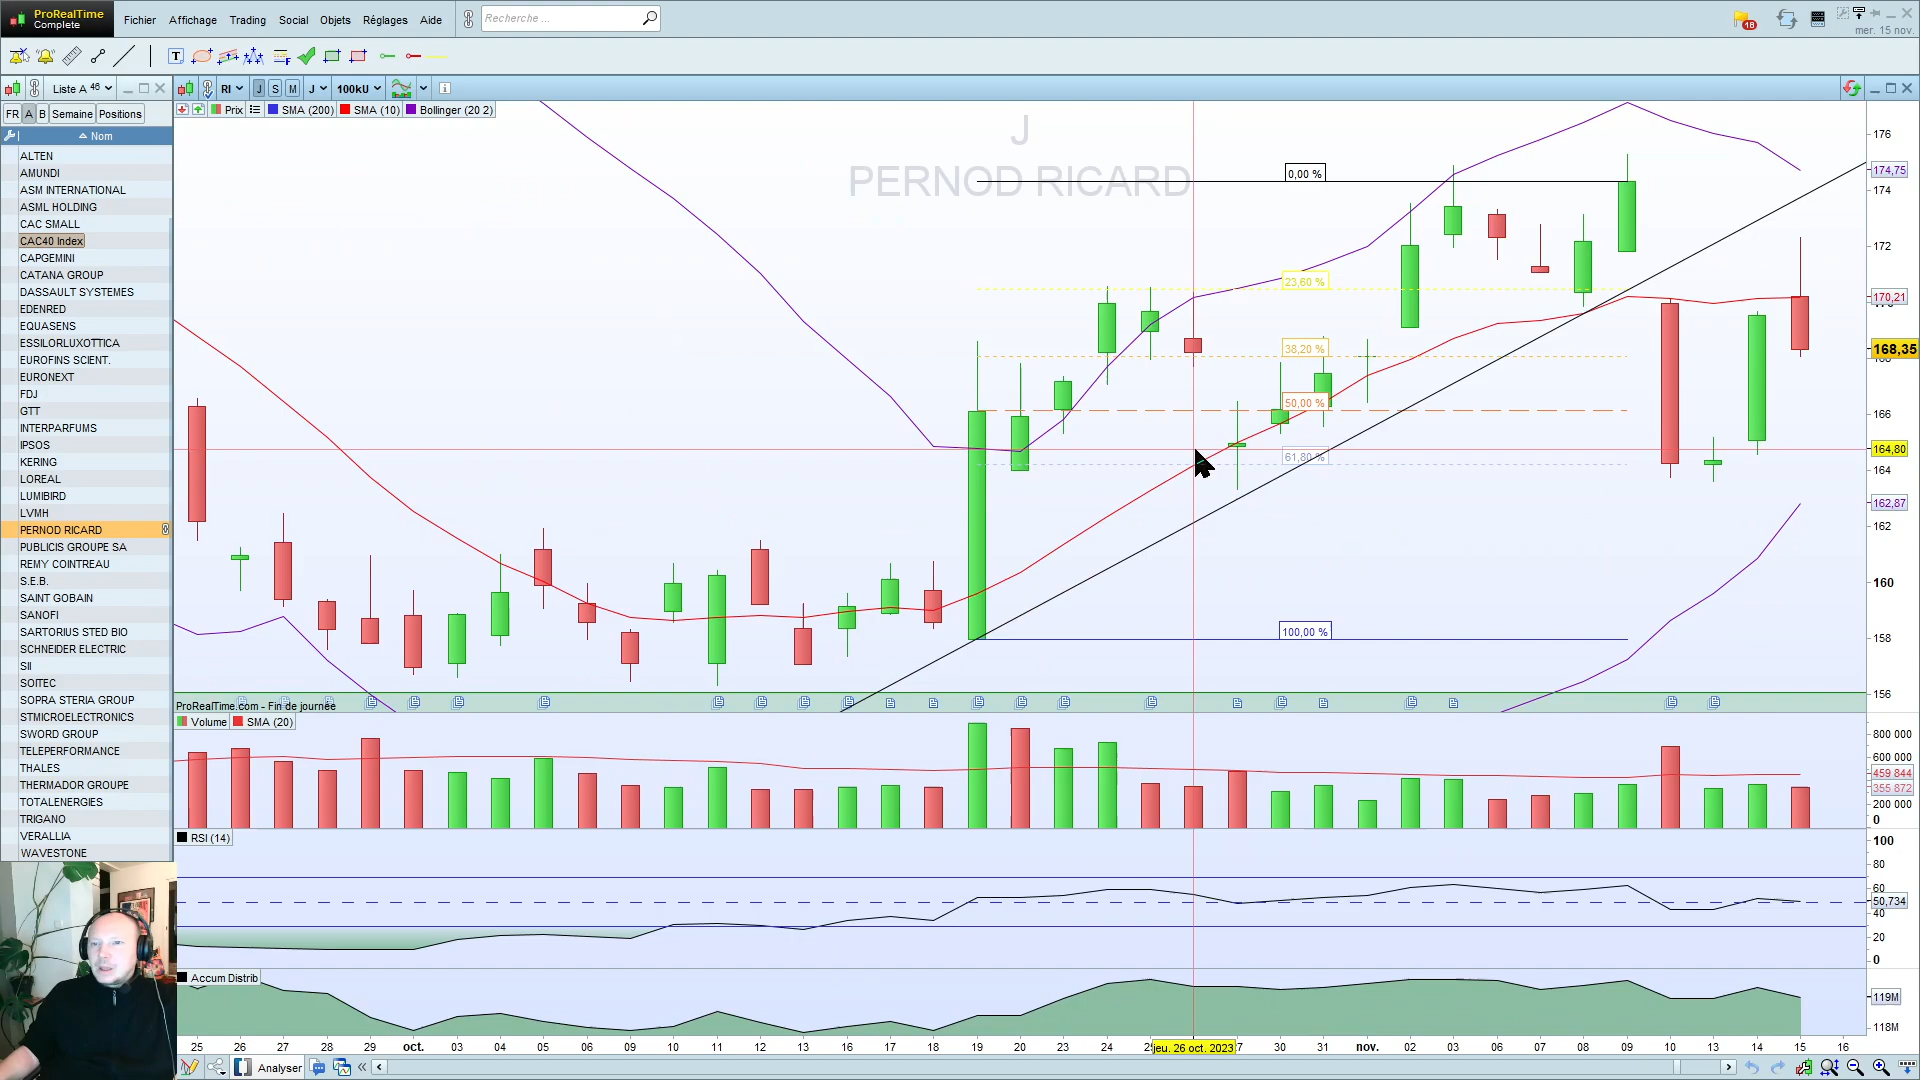 ProRealTime
Complete
Fichier Affichage Trading Social Objets Réglages Aide
Recherche ...
18
mer. 15 nov.
Liste A 46
RI J S M J 100kU
FR A B Semaine Positions
Prix SMA (200) SMA (10) Bollinger (20 2)
Nom
ALTEN
AMUNDI
ASM INTERNATIONAL
ASML HOLDING
CAC SMALL
CAC40 Index
CAPGEMINI
CATANA GROUP
DASSAULT SYSTEMES
EDENRED
EQUASENS
ESSILORLUXOTTICA
EUROFINS SCIENT.
EURONEXT
FDJ
GTT
INTERPARFUMS
IPSOS
KERING
LOREAL
LUMIBIRD
LVMH
PERNOD RICARD
PUBLICIS GROUPE SA
REMY COINTREAU
S.E.B.
SAINT GOBAIN
SANOFI
SARTORIUS STED BIO
SCHNEIDER ELECTRIC
SII
SOITEC
SOPRA STERIA GROUP
STMICROELECTRONICS
SWORD GROUP
TELEPERFORMANCE
THALES
THERMADOR GROUPE
TOTALENERGIES
TRIGANO
VERALLIA
WAVESTONE
J
PERNOD RICARD
0,00 %
23,60 %
38,20 %
50,00 %
61,80 %
100,00 %
176
174,75
174
172
170,21
168,35
166
164,80
164
162,87
162
160
158
156
ProRealTime.com - Fin de journée
Volume SMA (20)
800 000
600 000
459 844
355 872
200 000
0
RSI (14)
100
80
60
50,734
40
20
0
Accum Distrib
119M
118M
25 26 27 28 29 oct. 03 04 05 06 09 10 11 12 13 16 17 18 19 20 23 24 jeu. 26 oct. 2023 30 31 nov. 02 03 06 07 08 09 10 13 14 15 16
Analyser